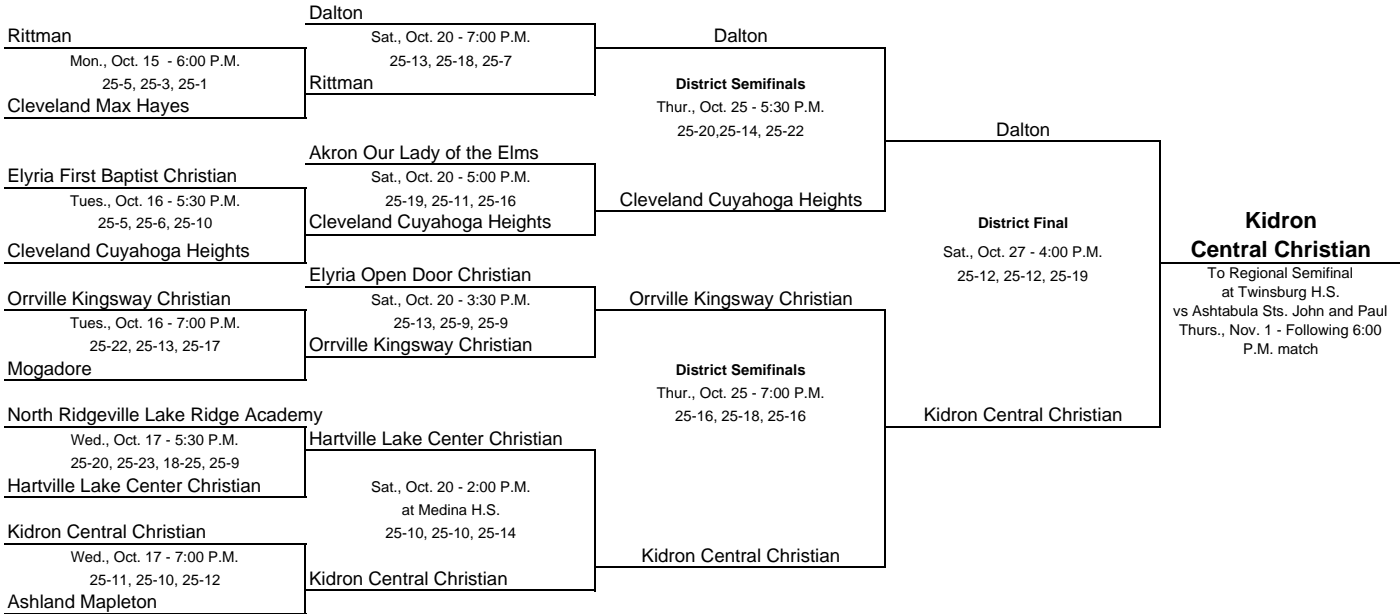 Rittman
Mon., Oct. 15 - 6:00 P.M.
25-5, 25-3, 25-1
Cleveland Max Hayes
Elyria First Baptist Christian
Tues., Oct. 16 - 5:30 P.M.
25-5, 25-6, 25-10
Cleveland Cuyahoga Heights
Orrville Kingsway Christian
Tues., Oct. 16 - 7:00 P.M.
25-22, 25-13, 25-17
Mogadore
North Ridgeville Lake Ridge Academy
Wed., Oct. 17 - 5:30 P.M.
25-20, 25-23, 18-25, 25-9
Hartville Lake Center Christian
Kidron Central Christian
Wed., Oct. 17 - 7:00 P.M.
25-11, 25-10, 25-12
Ashland Mapleton
Dalton
Sat., Oct. 20 - 7:00 P.M.
25-13, 25-18, 25-7
Rittman
Akron Our Lady of the Elms
Sat., Oct. 20 - 5:00 P.M.
25-19, 25-11, 25-16
Cleveland Cuyahoga Heights
Elyria Open Door Christian
Sat., Oct. 20 - 3:30 P.M.
25-13, 25-9, 25-9
Orrville Kingsway Christian
Hartville Lake Center Christian
Sat., Oct. 20 - 2:00 P.M.
at Medina H.S.
25-10, 25-10, 25-14
Kidron Central Christian
Dalton
District Semifinals
Thur., Oct. 25 - 5:30 P.M.
25-20,25-14, 25-22
Cleveland Cuyahoga Heights
Orrville Kingsway Christian
District Semifinals
Thur., Oct. 25 - 7:00 P.M.
25-16, 25-18, 25-16
Kidron Central Christian
Dalton
District Final
Sat., Oct. 27 - 4:00 P.M.
25-12, 25-12, 25-19
Kidron Central Christian
Kidron
Central Christian
To Regional Semifinal
at Twinsburg H.S.
vs Ashtabula Sts. John and Paul
Thurs., Nov. 1 - Following 6:00
P.M. match